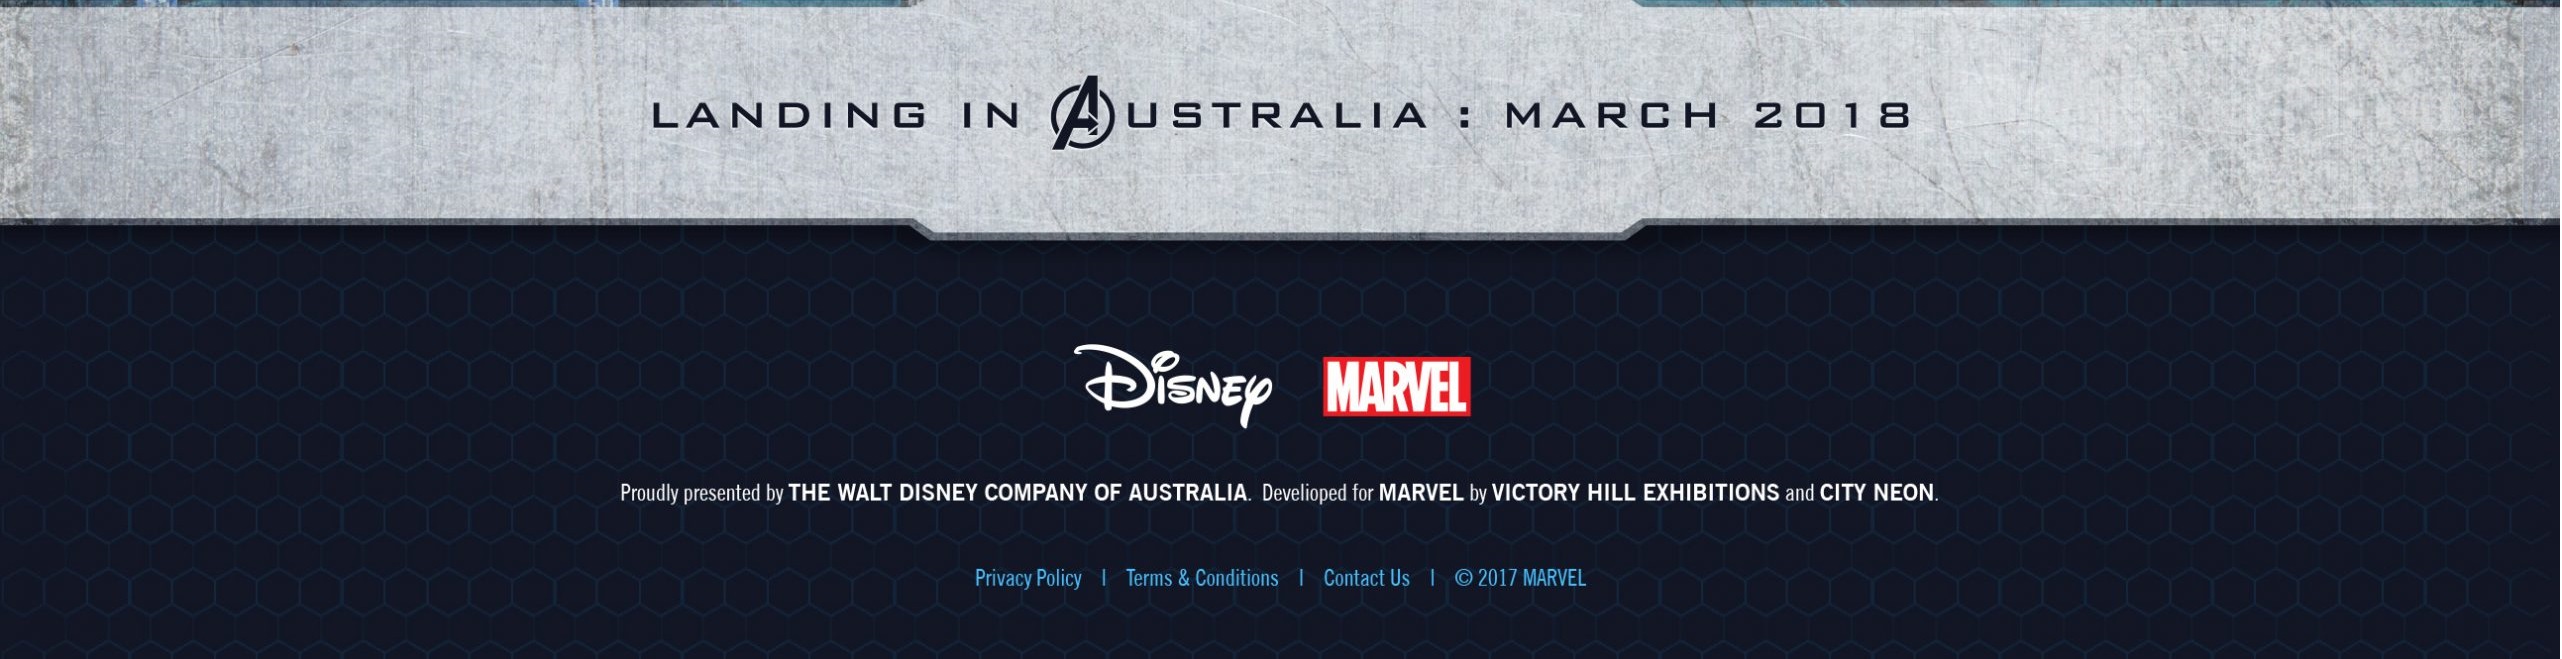 LANDING IN AUSTRALIA : MARCH 2018
DISNEY MARVEL
Proudly presented by THE WALT DISNEY COMPANY OF AUSTRALIA. Develioped for MARVEL by VICTORY HILL EXHIBITIONS and CITY NEON.
Privacy Policy | Terms & Conditions | Contact Us | © 2017 MARVEL